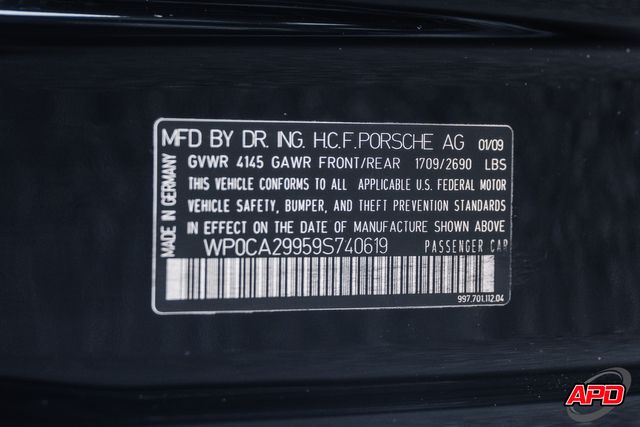 MFD BY DR. ING. H.C.F. PORSCHE AG 01/09
GVWR 4145 GAWR FRONT/REAR 1709/2690 LBS
THIS VEHICLE CONFORMS TO ALL APPLICABLE U.S. FEDERAL MOTOR
VEHICLE SAFETY, BUMPER, AND THEFT PREVENTION STANDARDS
IN EFFECT ON THE DATE OF MANUFACTURE SHOWN ABOVE
WP0CA29959S740619 PASSENGER CAR
MADE IN GERMANY
997.701.112.04
APD